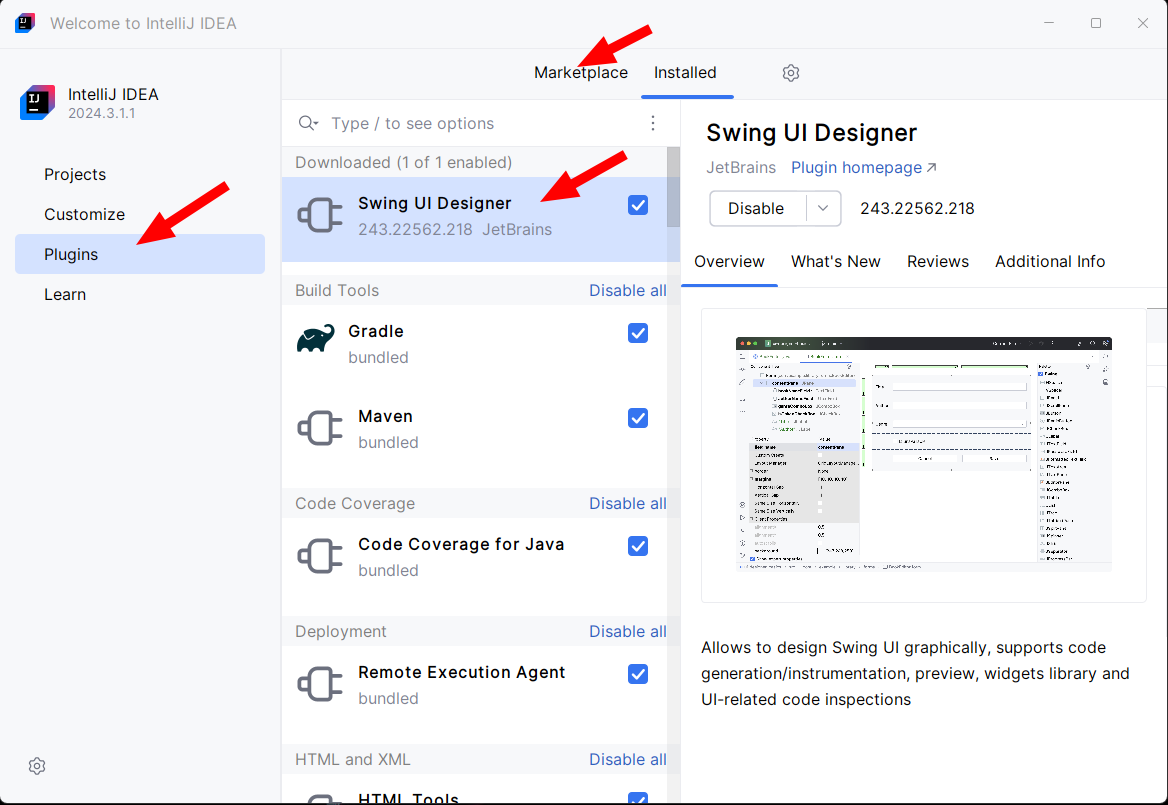 Welcome to IntelliJ IDEA
IntelliJ IDEA
2024.3.1.1
Projects
Customize
Plugins
Learn
Marketplace
Installed
Type / to see options
Downloaded (1 of 1 enabled)
Swing UI Designer
243.22562.218 JetBrains
Build Tools
Disable all
Gradle
bundled
Maven
bundled
Code Coverage
Disable all
Code Coverage for Java
bundled
Deployment
Disable all
Remote Execution Agent
bundled
HTML and XML
Disable all
HTML Tools
Swing UI Designer
JetBrains Plugin homepage ↗
Disable
243.22562.218
Overview
What's New
Reviews
Additional Info
Allows to design Swing UI graphically, supports code
generation/instrumentation, preview, widgets library and
UI-related code inspections